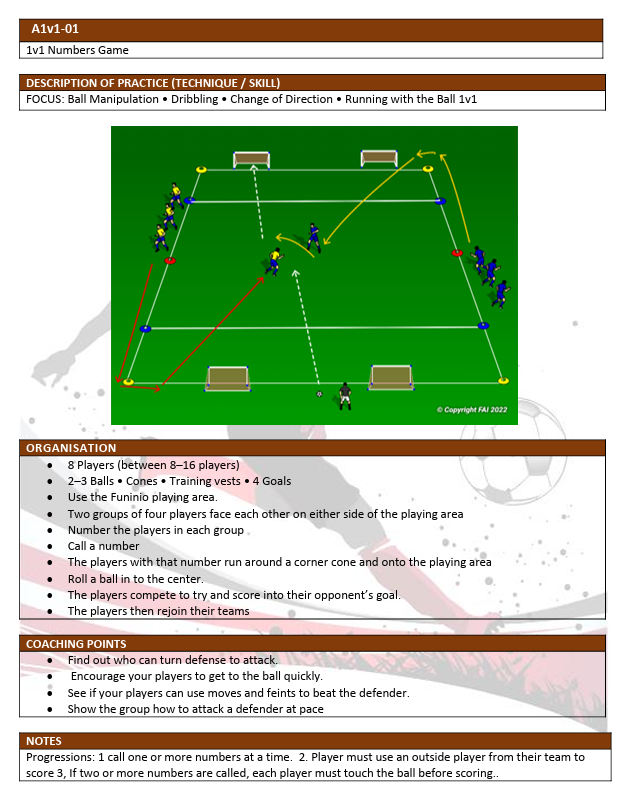 A1v1-01
1v1 Numbers Game
DESCRIPTION OF PRACTICE (TECHNIQUE / SKILL)
FOCUS: Ball Manipulation • Dribbling • Change of Direction • Running with the Ball 1v1
© Copyright FAI 2022
ORGANISATION
• 8 Players (between 8–16 players)
• 2–3 Balls • Cones • Training vests • 4 Goals
• Use the Funinio playing area.
• Two groups of four players face each other on either side of the playing area
• Number the players in each group
• Call a number
• The players with that number run around a corner cone and onto the playing area
• Roll a ball in to the center.
• The players compete to try and score into their opponent's goal.
• The players then rejoin their teams
COACHING POINTS
• Find out who can turn defense to attack.
• Encourage your players to get to the ball quickly.
• See if your players can use moves and feints to beat the defender.
• Show the group how to attack a defender at pace
NOTES
Progressions: 1 call one or more numbers at a time. 2. Player must use an outside player from their team to
score 3, If two or more numbers are called, each player must touch the ball before scoring..